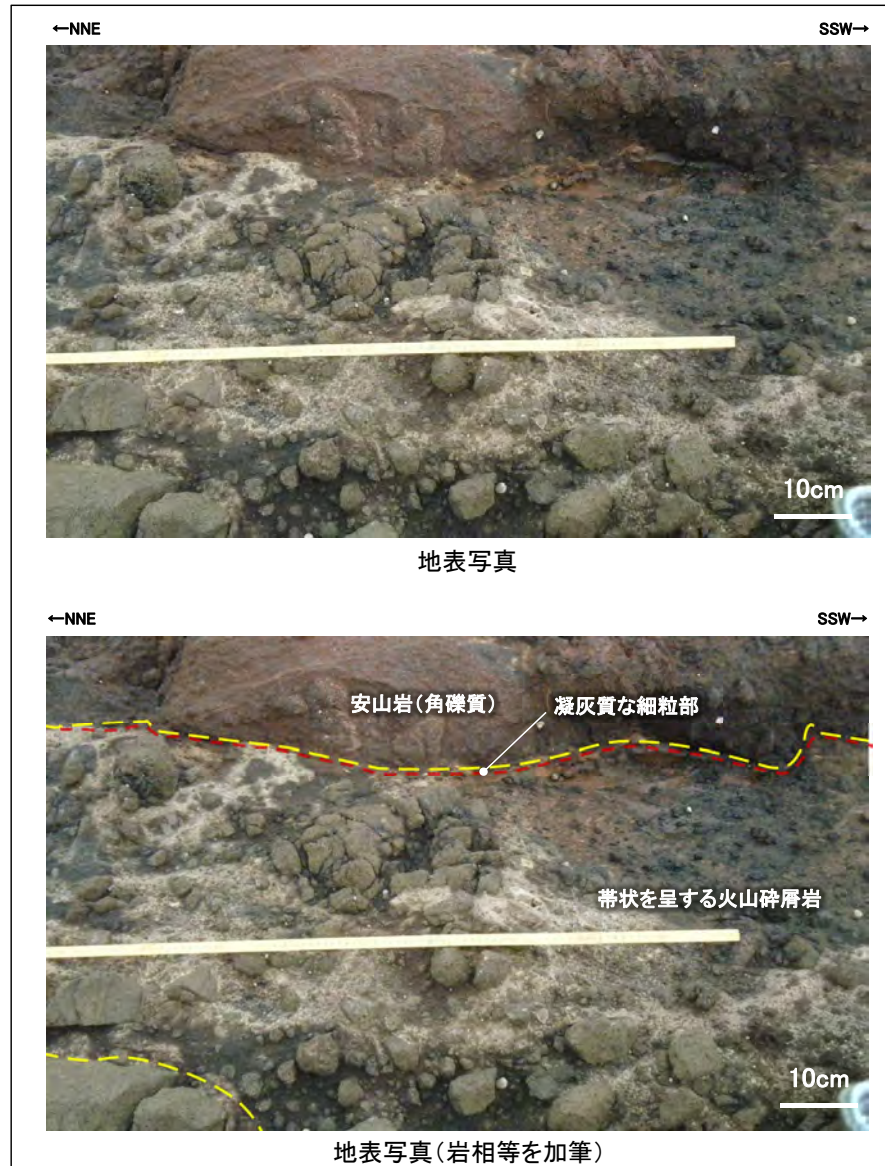 ←NNE SSW→
10cm
地表写真
←NNE SSW→
安山岩(角礫質) 凝灰質な細粒部
帯状を呈する火山砕屑岩
10cm
地表写真(岩相等を加筆)